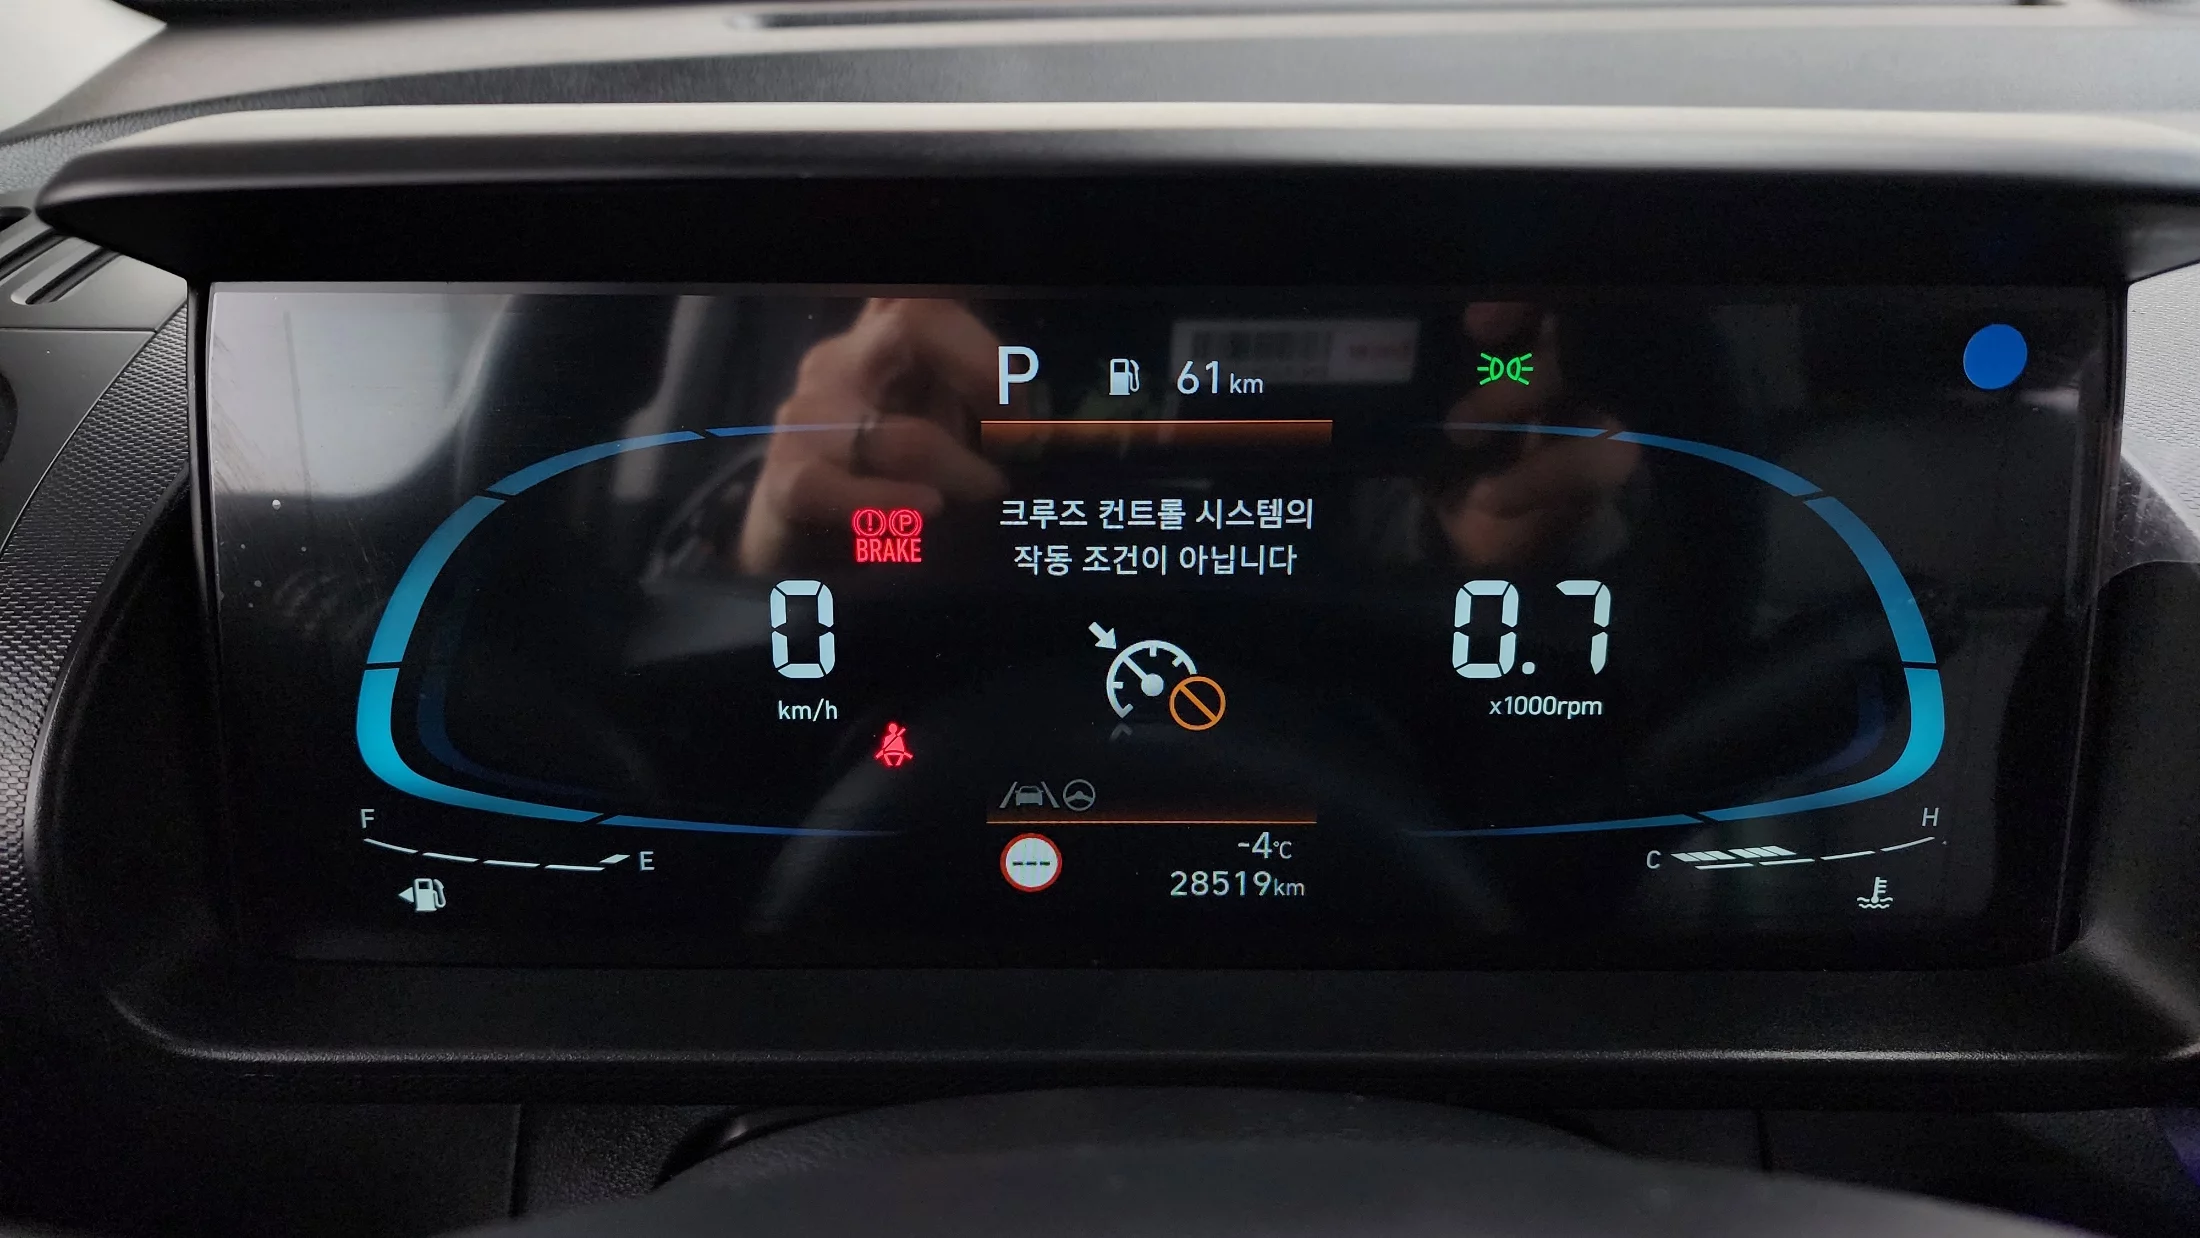 P 61 km
크루즈 컨트롤 시스템의
작동 조건이 아닙니다
(!) (P)
BRAKE
0
km/h
0.7
x1000rpm
F
E
---
-4°C
28519km
C
H